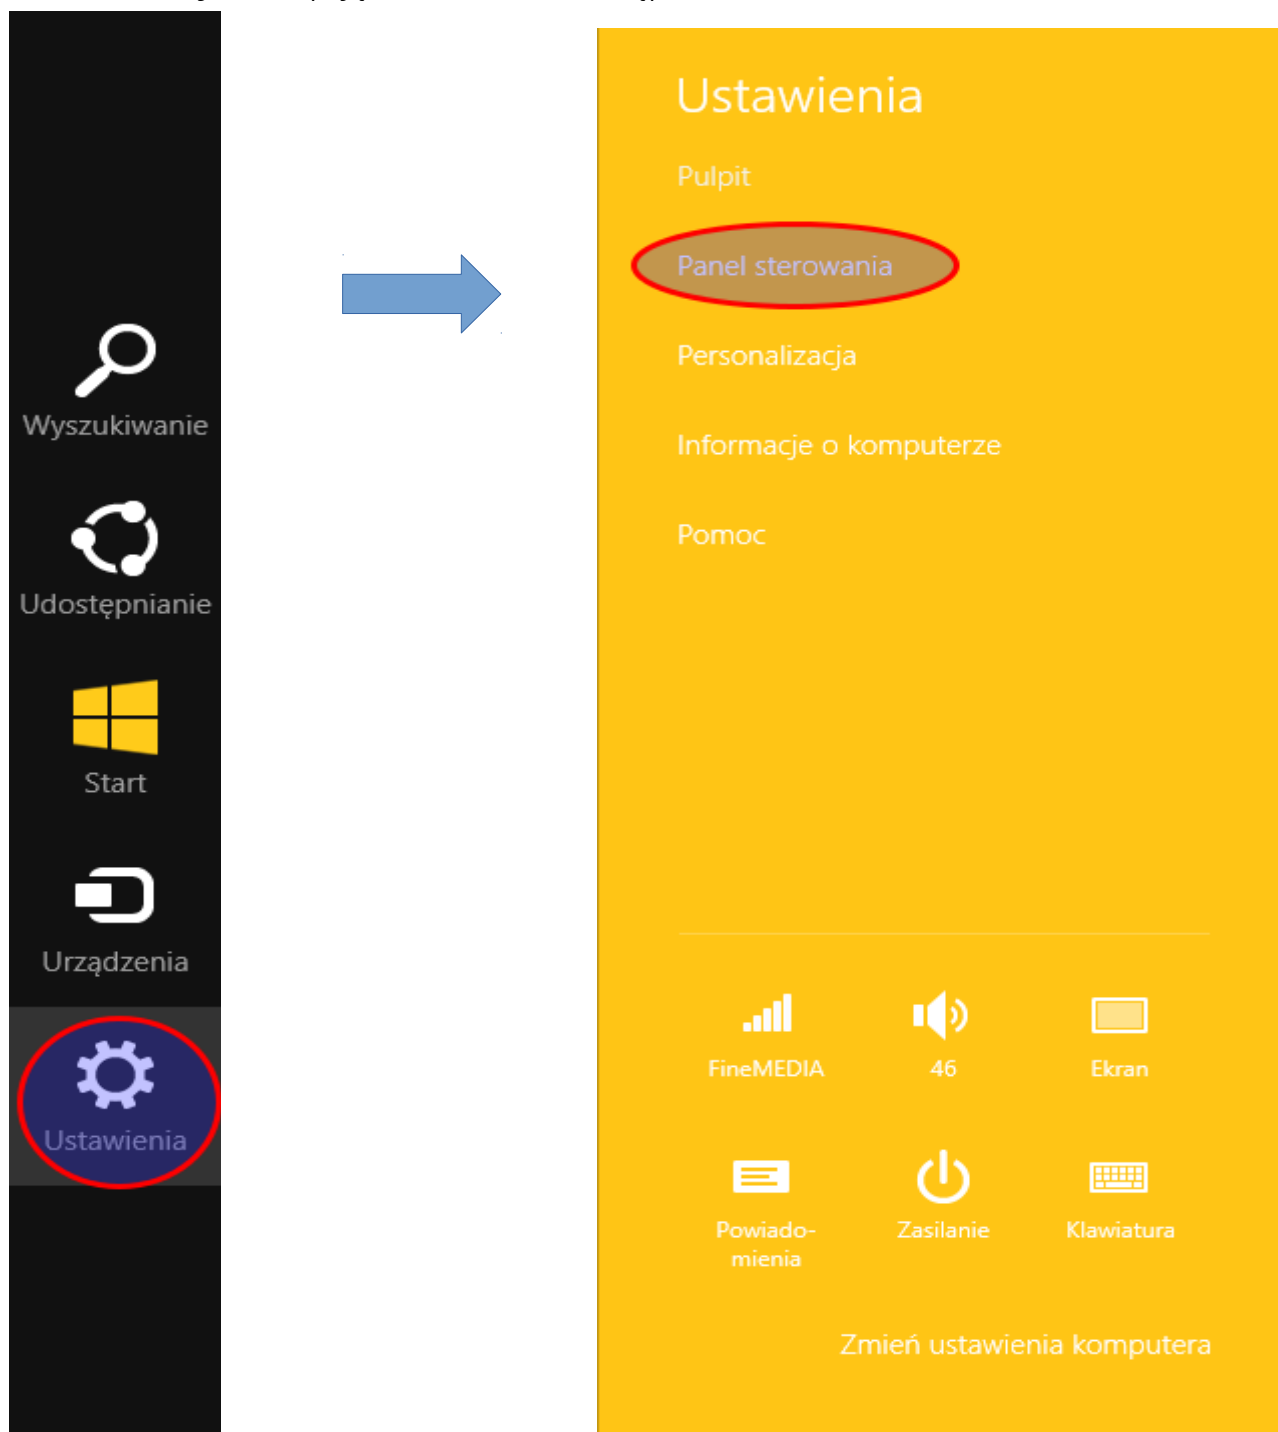 Wyszukiwanie
Udostępnianie
Start
Urządzenia
Ustawienia
Ustawienia
Pulpit
Panel sterowania
Personalizacja
Informacje o komputerze
Pomoc
FineMEDIA
46
Ekran
Powiado-
mienia
Zasilanie
Klawiatura
Zmień ustawienia komputera